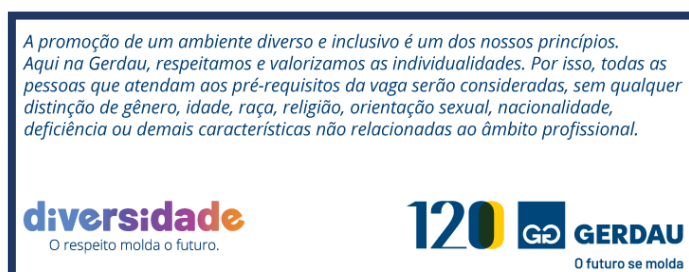 A promoção de um ambiente diverso e inclusivo é um dos nossos princípios.
Aqui na Gerdau, respeitamos e valorizamos as individualidades. Por isso, todas as
pessoas que atendam aos pré-requisitos da vaga serão consideradas, sem qualquer
distinção de gênero, idade, raça, religião, orientação sexual, nacionalidade,
deficiência ou demais características não relacionadas ao âmbito profissional.
diversidade
O respeito molda o futuro.
120
GG GERDAU
O futuro se molda